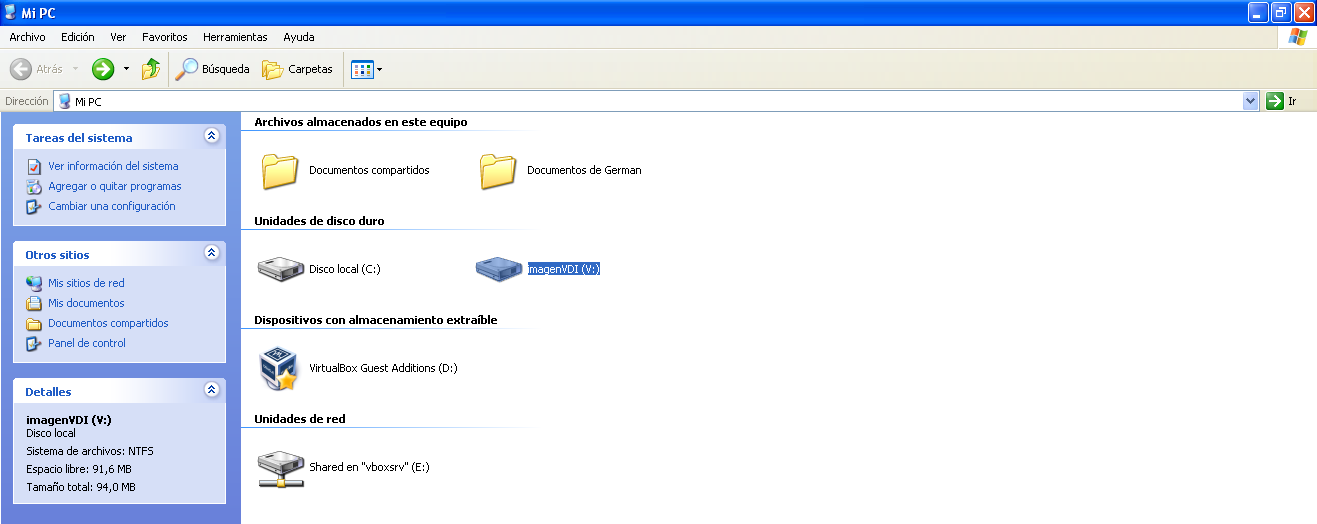 Mi PC
Archivo Edición Ver Favoritos Herramientas Ayuda
Atrás Búsqueda Carpetas
Dirección Mi PC Ir
Tareas del sistema
Ver información del sistema
Agregar o quitar programas
Cambiar una configuración
Otros sitios
Mis sitios de red
Mis documentos
Documentos compartidos
Panel de control
Detalles
imagenVDI (V:)
Disco local
Sistema de archivos: NTFS
Espacio libre: 91,6 MB
Tamaño total: 94,0 MB
Archivos almacenados en este equipo
Documentos compartidos Documentos de German
Unidades de disco duro
Disco local (C:) imagenVDI (V:)
Dispositivos con almacenamiento extraíble
VirtualBox Guest Additions (D:)
Unidades de red
Shared en "vboxsrv" (E:)